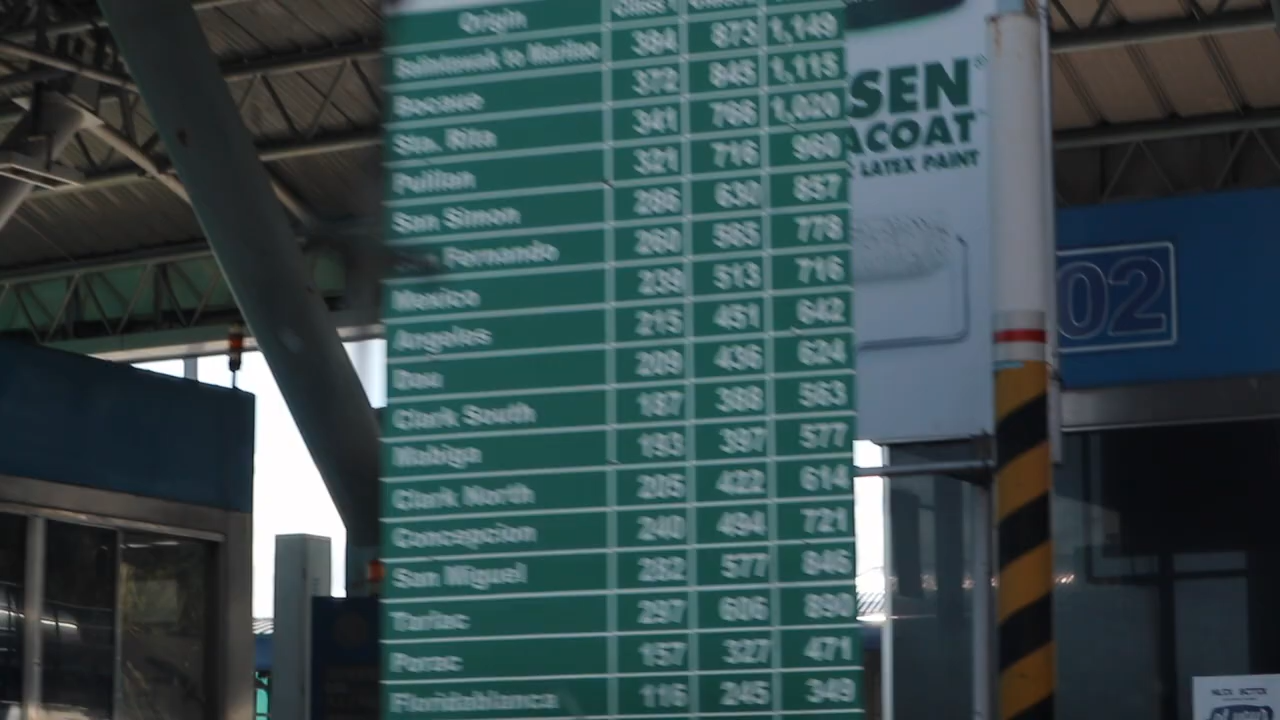 Origin Class
Balintawak to Marilao 384 873 1,149
Bocaue 372 845 1,115
Sta. Rita 341 766 1,020
Pulilan 321 716 960
San Simon 286 630 857
Fernando 260 565 778
Mexico 239 513 716
Angeles 215 451 642
Dau 209 436 624
Clark South 187 388 563
Mabiga 193 397 577
Clark North 205 422 614
Concepcion 240 494 721
San Miguel 282 577 846
Tarlac 297 606 890
Porac 157 327 471
Floridablanca 116 245 349
SEN®
ACOAT
LATEX PAINT
02